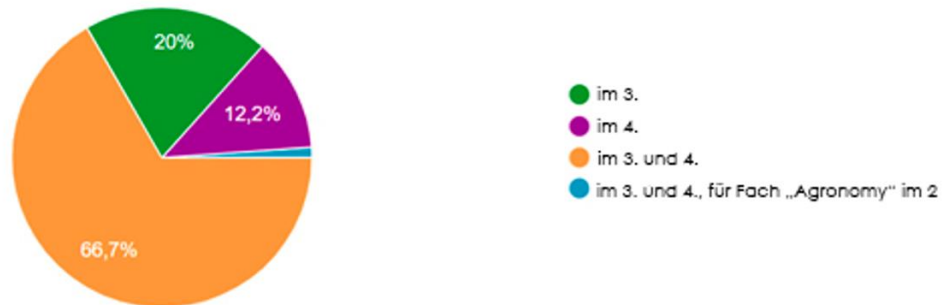 20%
12,2%
66,7%
im 3.
im 4.
im 3. und 4.
im 3. und 4., für Fach „Agronomy“ im 2